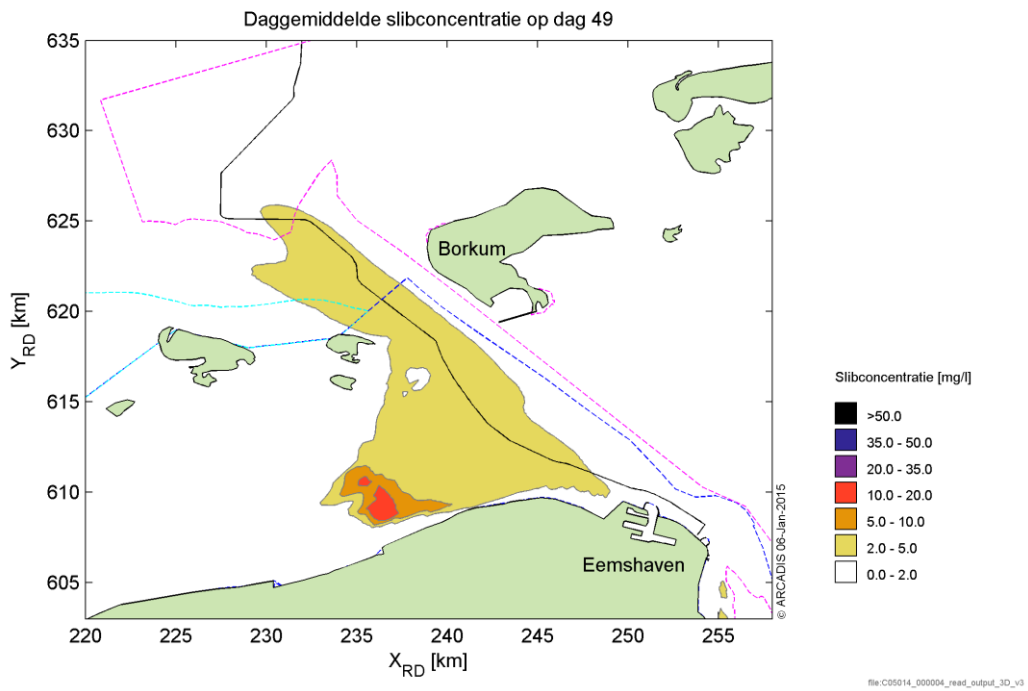 Daggemiddelde slibconcentratie op dag 49
635
630
625
620
615
610
605
Y_RD [km]
220
225
230
235
240
245
250
255
X_RD [km]
Borkum
Eemshaven
© ARCADIS 06-Jan-2015
Slibconcentratie [mg/l]
>50.0
35.0 - 50.0
20.0 - 35.0
10.0 - 20.0
5.0 - 10.0
2.0 - 5.0
0.0 - 2.0
file:C05014_000004_read_output_3D_v3